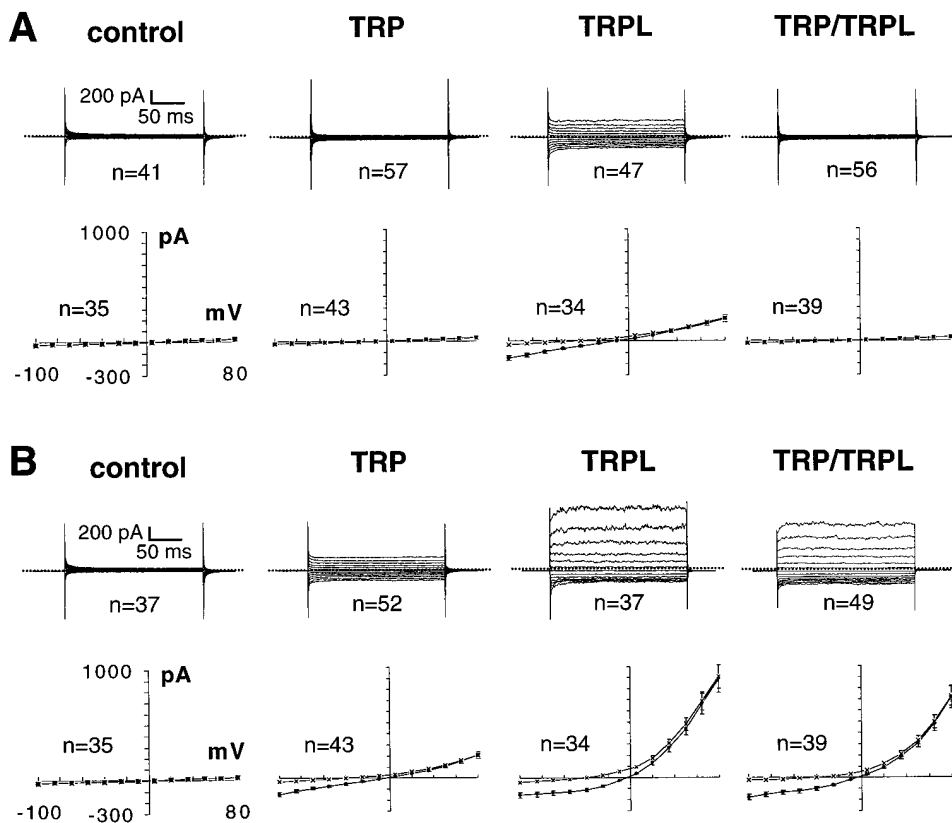 A
control TRP TRPL TRP/TRPL
200 pA
50 ms
n=41 n=57 n=47 n=56
1000 pA
n=35 mV n=43 n=34 n=39
-100 -300 80
B
control TRP TRPL TRP/TRPL
200 pA
50 ms
n=37 n=52 n=37 n=49
1000 pA
n=35 mV n=43 n=34 n=39
-100 -300 80